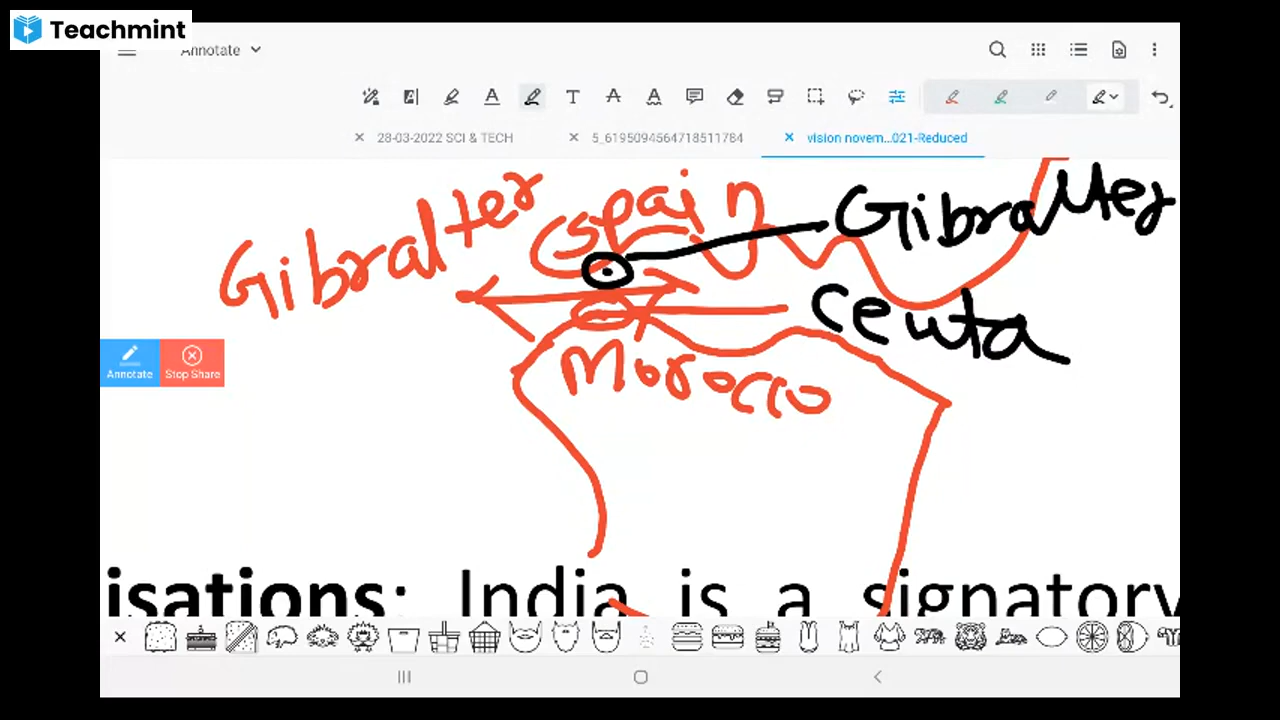 Teachmint
Annotate
28-03-2022 SCI & TECH
5_6195094564718511784
vision novem...021-Reduced
Gibralter
Spain
Gibralter
Ceuta
Morocco
Annotate
Stop Share
isations: India is a signatory